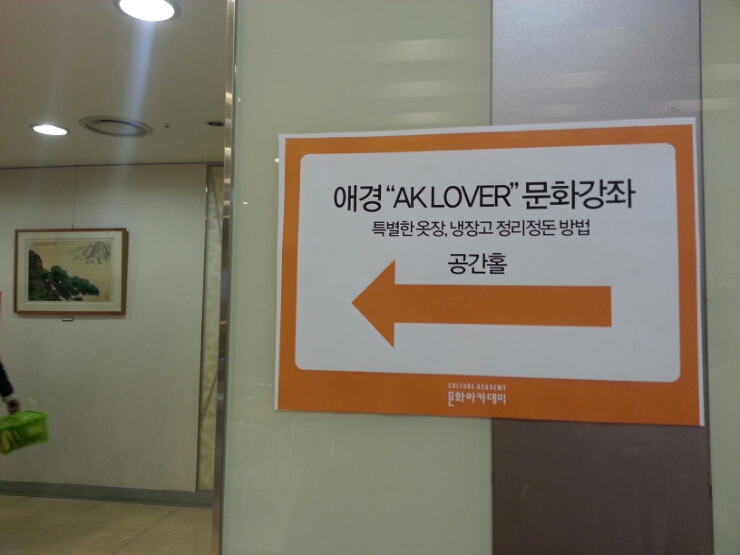 애경 “AK LOVER” 문화강좌
특별한 옷장, 냉장고 정리정돈 방법
공간홀
CULTURE ACADEMY
문화아카데미